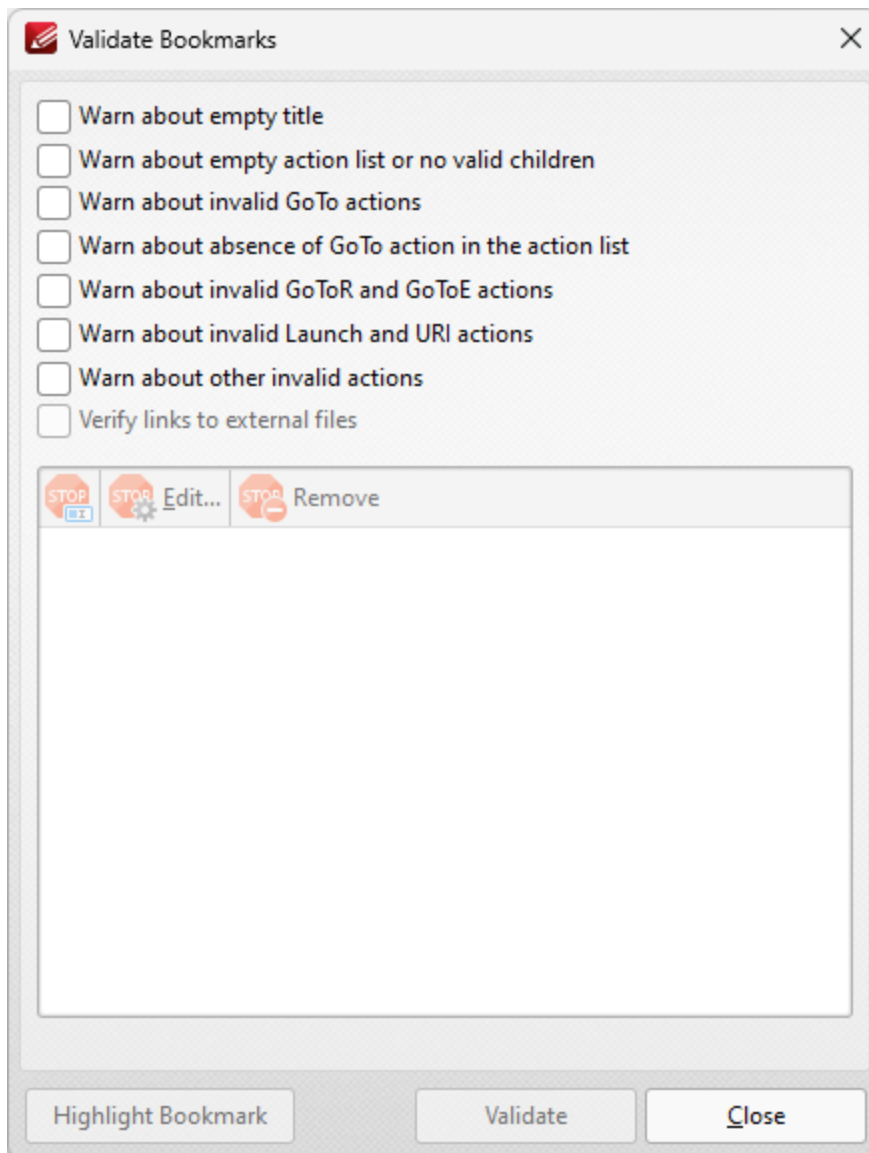 Validate Bookmarks
Warn about empty title
Warn about empty action list or no valid children
Warn about invalid GoTo actions
Warn about absence of GoTo action in the action list
Warn about invalid GoToR and GoToE actions
Warn about invalid Launch and URI actions
Warn about other invalid actions
Verify links to external files
STOP STOP Edit... STOP Remove
Highlight Bookmark Validate Close